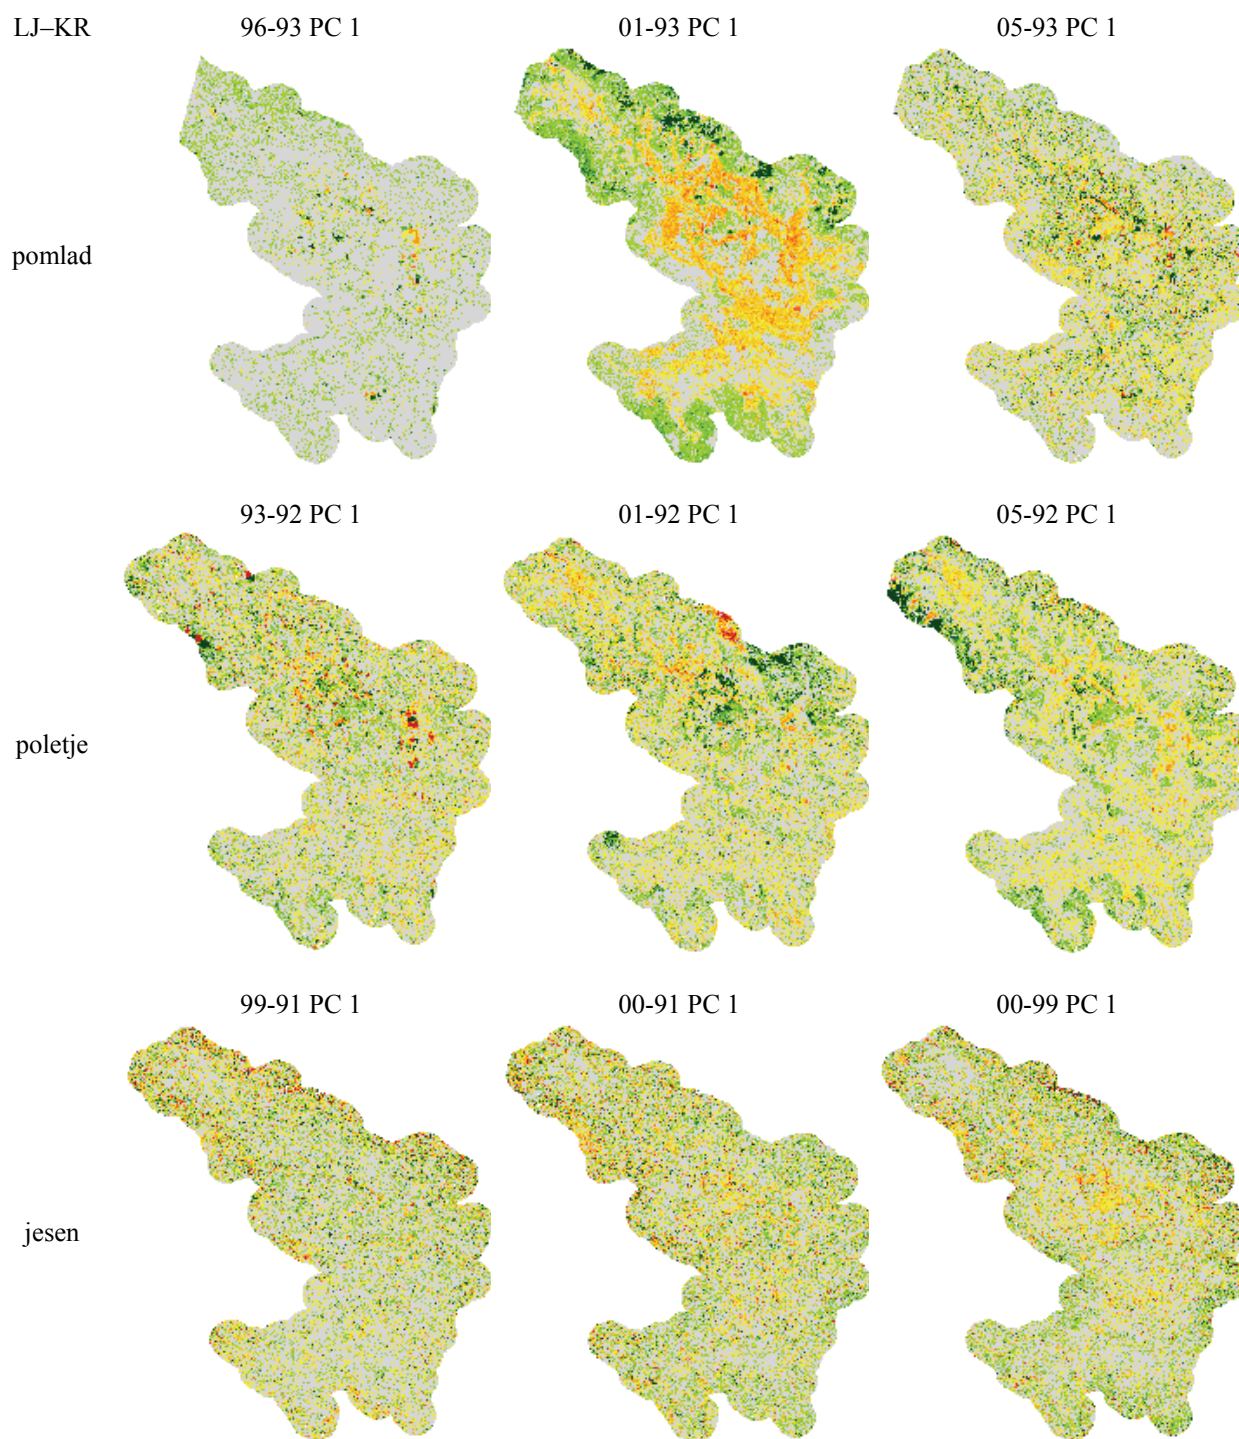 LJ–KR 96-93 PC 1 01-93 PC 1 05-93 PC 1
pomlad
93-92 PC 1 01-92 PC 1 05-92 PC 1
poletje
99-91 PC 1 00-91 PC 1 00-99 PC 1
jesen